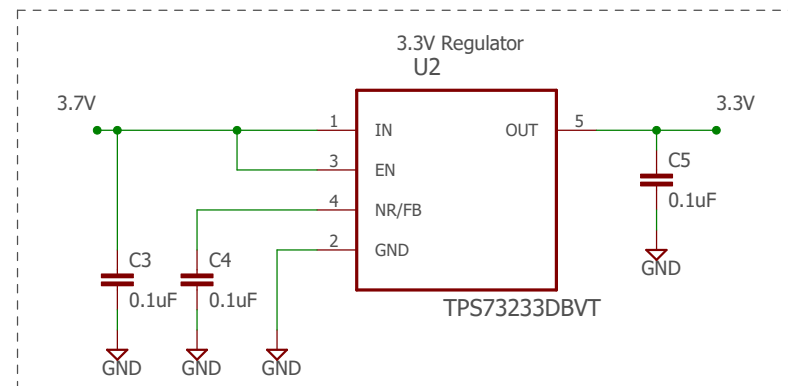 3.3V Regulator
U2
3.7V
3.3V
1
IN
OUT
5
3
EN
C5
0.1uF
4
NR/FB
2
GND
GND
C3
0.1uF
C4
0.1uF
TPS73233DBVT
GND
GND
GND